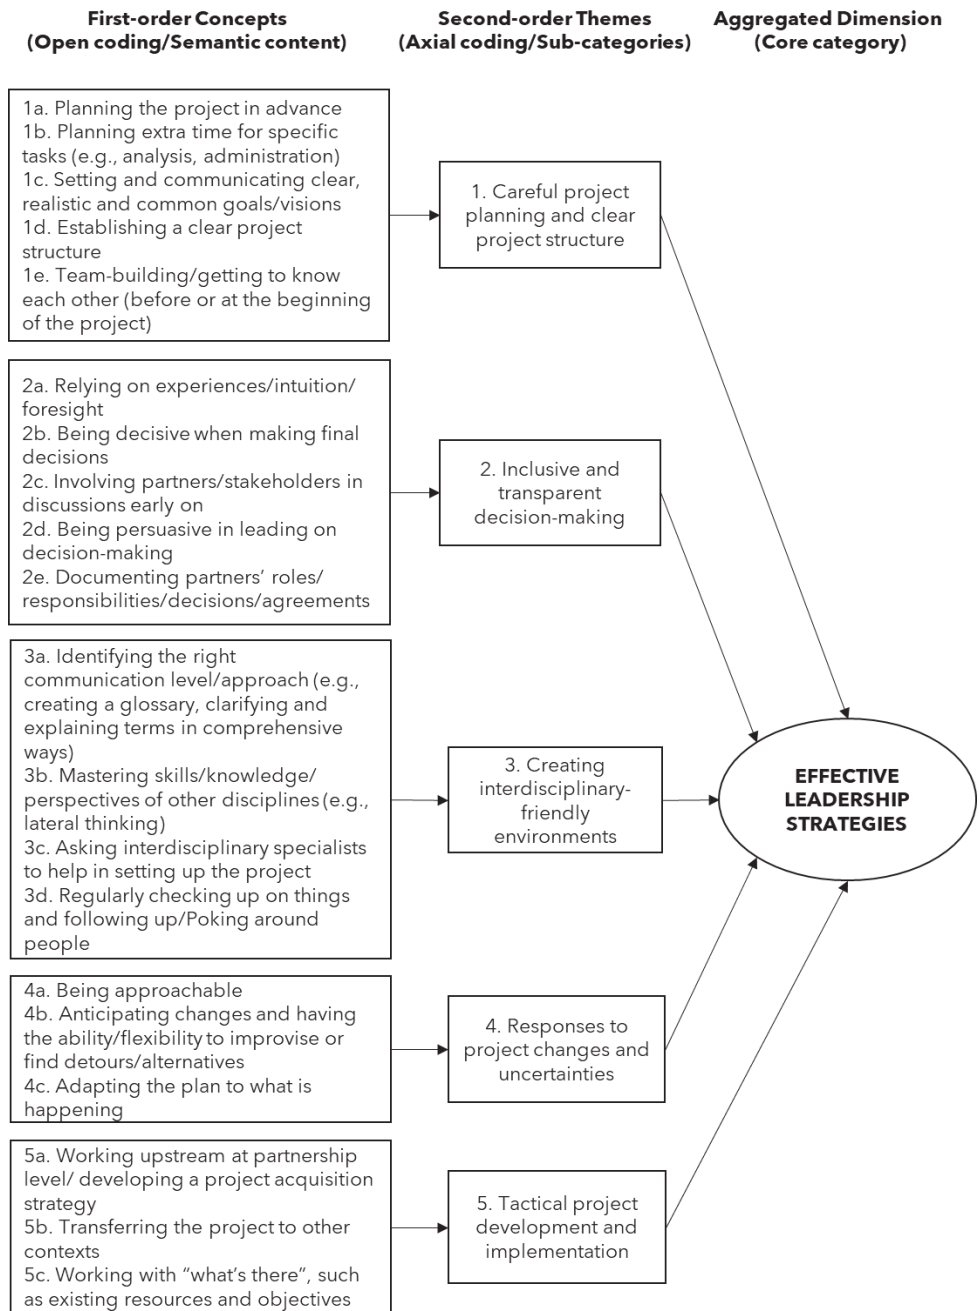 First-order Concepts
(Open coding/Semantic content)
Second-order Themes
(Axial coding/Sub-categories)
Aggregated Dimension
(Core category)
1a. Planning the project in advance
1b. Planning extra time for specific
tasks (e.g., analysis, administration)
1c. Setting and communicating clear,
realistic and common goals/visions
1d. Establishing a clear project
structure
1e. Team-building/getting to know
each other (before or at the beginning
of the project)
1. Careful project
planning and clear
project structure
2a. Relying on experiences/intuition/
foresight
2b. Being decisive when making final
decisions
2c. Involving partners/stakeholders in
discussions early on
2d. Being persuasive in leading on
decision-making
2e. Documenting partners’ roles/
responsibilities/decisions/agreements
2. Inclusive and
transparent
decision-making
3a. Identifying the right
communication level/approach (e.g.,
creating a glossary, clarifying and
explaining terms in comprehensive
ways)
3b. Mastering skills/knowledge/
perspectives of other disciplines (e.g.,
lateral thinking)
3c. Asking interdisciplinary specialists
to help in setting up the project
3d. Regularly checking up on things
and following up/Poking around
people
3. Creating
interdisciplinary-
friendly
environments
EFFECTIVE
LEADERSHIP
STRATEGIES
4a. Being approachable
4b. Anticipating changes and having
the ability/flexibility to improvise or
find detours/alternatives
4c. Adapting the plan to what is
happening
4. Responses to
project changes and
uncertainties
5a. Working upstream at partnership
level/ developing a project acquisition
strategy
5b. Transferring the project to other
contexts
5c. Working with “what’s there”, such
as existing resources and objectives
5. Tactical project
development and
implementation